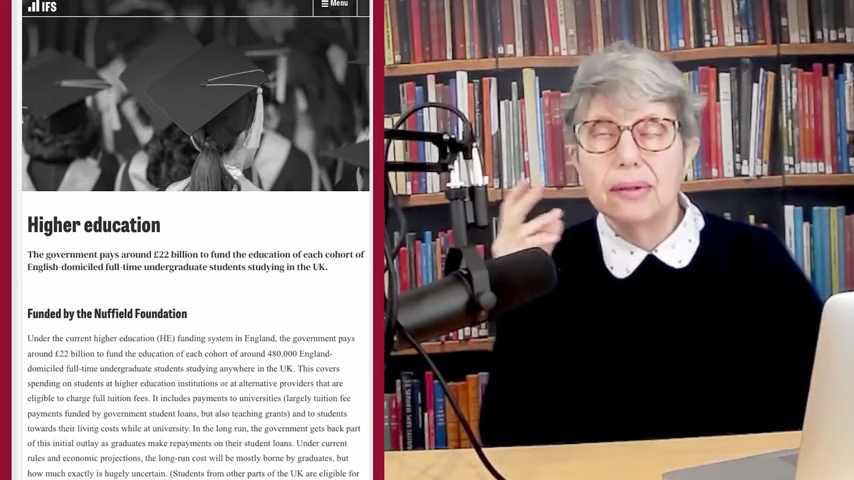 IFS
Menu
Higher education
The government pays around £22 billion to fund the education of each cohort of
English-domiciled full-time undergraduate students studying in the UK.
Funded by the Nuffield Foundation
Under the current higher education (HE) funding system in England, the government pays
around £22 billion to fund the education of each cohort of around 480,000 England-
domiciled full-time undergraduate students studying anywhere in the UK. This covers
spending on students at higher education institutions or at alternative providers that are
eligible to charge full tuition fees. It includes payments to universities (largely tuition fee
payments funded by government student loans, but also teaching grants) and to students
towards their living costs while at university. In the long run, the government gets back part
of this initial outlay as graduates make repayments on their student loans. Under current
rules and economic projections, the long-run cost will be mostly borne by graduates, but
how much exactly is hugely uncertain. (Students from other parts of the UK are eligible for